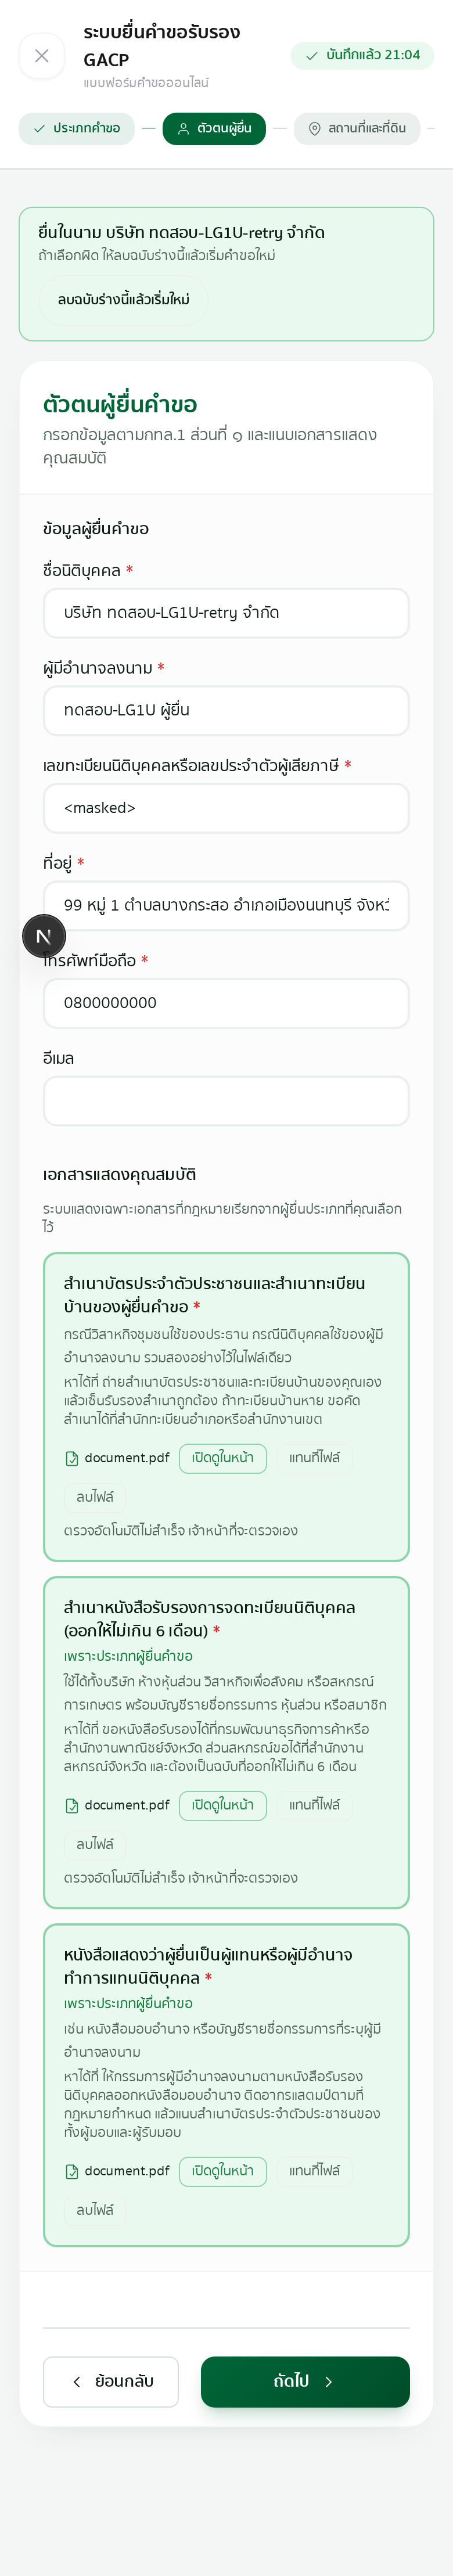 ระบบยื่นคำขอรับรอง
GACP
แบบฟอร์มคำขอออนไลน์
บันทึกแล้ว 21:04
ประเภทคำขอ
ตัวตนผู้ยื่น
สถานที่และที่ดิน
ยื่นในนาม บริษัท ทดสอบ-LG1U-retry จำกัด
ถ้าเลือกผิด ให้ลบฉบับร่างนี้แล้วเริ่มคำขอใหม่
ลบฉบับร่างนี้แล้วเริ่มใหม่
ตัวตนผู้ยื่นคำขอ
กรอกข้อมูลตามกทล.1 ส่วนที่ ๑ และแนบเอกสารแสดง
คุณสมบัติ
ข้อมูลผู้ยื่นคำขอ
ชื่อนิติบุคคล *
บริษัท ทดสอบ-LG1U-retry จำกัด
ผู้มีอำนาจลงนาม *
ทดสอบ-LG1U ผู้ยื่น
เลขทะเบียนนิติบุคคลหรือเลขประจำตัวผู้เสียภาษี *
<masked>
ที่อยู่ *
99 หมู่ 1 ตำบลบางกระสอ อำเภอเมืองนนทบุรี จังหวั
N
โทรศัพท์มือถือ *
0800000000
อีเมล
เอกสารแสดงคุณสมบัติ
ระบบแสดงเฉพาะเอกสารที่กฎหมายเรียกจากผู้ยื่นประเภทที่คุณเลือก
ไว้
สำเนาบัตรประจำตัวประชาชนและสำเนาทะเบียน
บ้านของผู้ยื่นคำขอ *
กรณีวิสาหกิจชุมชนใช้ของประธาน กรณีนิติบุคคลใช้ของผู้มี
อำนาจลงนาม รวมสองอย่างไว้ในไฟล์เดียว
หาได้ที่ ถ่ายสำเนาบัตรประชาชนและทะเบียนบ้านของคุณเอง
แล้วเซ็นรับรองสำเนาถูกต้อง ถ้าทะเบียนบ้านหาย ขอคัด
สำเนาได้ที่สำนักทะเบียนอำเภอหรือสำนักงานเขต
document.pdf เปิดดูในหน้า แทนที่ไฟล์
ลบไฟล์
ตรวจอัตโนมัติไม่สำเร็จ เจ้าหน้าที่จะตรวจเอง
สำเนาหนังสือรับรองการจดทะเบียนนิติบุคคล
(ออกให้ไม่เกิน 6 เดือน) *
เพราะประเภทผู้ยื่นคำขอ
ใช้ได้ทั้งบริษัท ห้างหุ้นส่วน วิสาหกิจเพื่อสังคม หรือสหกรณ์
การเกษตร พร้อมบัญชีรายชื่อกรรมการ หุ้นส่วน หรือสมาชิก
หาได้ที่ ขอหนังสือรับรองได้ที่กรมพัฒนาธุรกิจการค้าหรือ
สำนักงานพาณิชย์จังหวัด ส่วนสหกรณ์ขอได้ที่สำนักงาน
สหกรณ์จังหวัด และต้องเป็นฉบับที่ออกให้ไม่เกิน 6 เดือน
document.pdf เปิดดูในหน้า แทนที่ไฟล์
ลบไฟล์
ตรวจอัตโนมัติไม่สำเร็จ เจ้าหน้าที่จะตรวจเอง
หนังสือแสดงว่าผู้ยื่นเป็นผู้แทนหรือผู้มีอำนาจ
ทำการแทนนิติบุคคล *
เพราะประเภทผู้ยื่นคำขอ
เช่น หนังสือมอบอำนาจ หรือบัญชีรายชื่อกรรมการที่ระบุผู้มี
อำนาจลงนาม
หาได้ที่ ให้กรรมการผู้มีอำนาจลงนามตามหนังสือรับรอง
นิติบุคคลออกหนังสือมอบอำนาจ ติดอากรแสตมป์ตามที่
กฎหมายกำหนด แล้วแนบสำเนาบัตรประจำตัวประชาชนของ
ทั้งผู้มอบและผู้รับมอบ
document.pdf เปิดดูในหน้า แทนที่ไฟล์
ลบไฟล์
ย้อนกลับ
ถัดไป